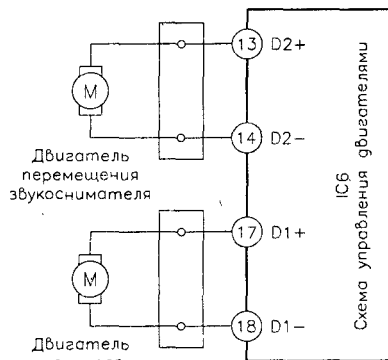 13 D2+
M
14 D2-
Двигатель
перемещения
звукоснимателя
17 D1+
M
18 D1-
Двигатель
IC6
Схема управления двигателями